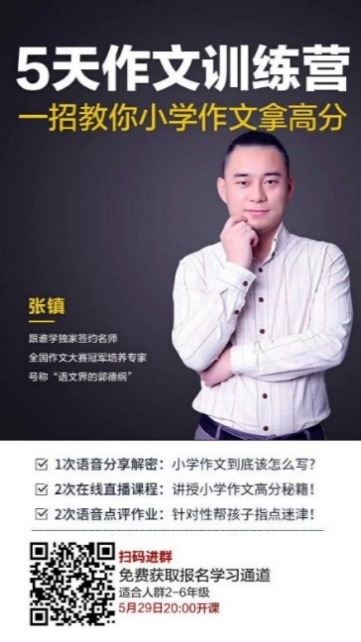 5天作文训练营
一招教你小学作文拿高分
张镇
跟谁学独家签约名师
全国作文大赛冠军培养专家
号称“语文界的郭德纲”
1次语音分享解密：小学作文到底该怎么写？
2次在线直播课程：讲授小学作文高分秘籍！
2次语音点评作业：针对性帮孩子指点迷津！
扫码进群
免费获取报名学习通道
适合人群2-6年级
5月29日20:00开课